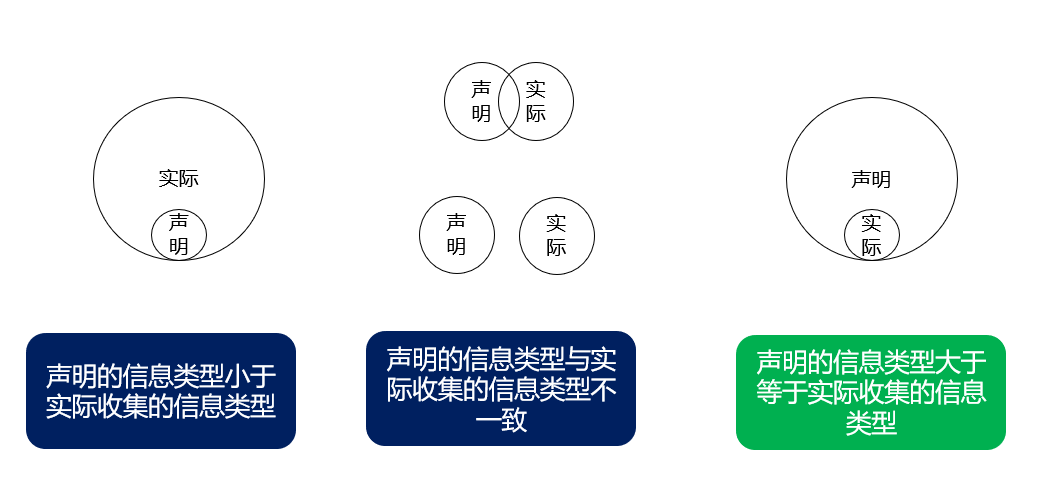 实际
声
明
声
明
实
际
声
明
实
际
声明
实
际
声明的信息类型小于
实际收集的信息类型
声明的信息类型与实
际收集的信息类型不
一致
声明的信息类型大于
等于实际收集的信息
类型